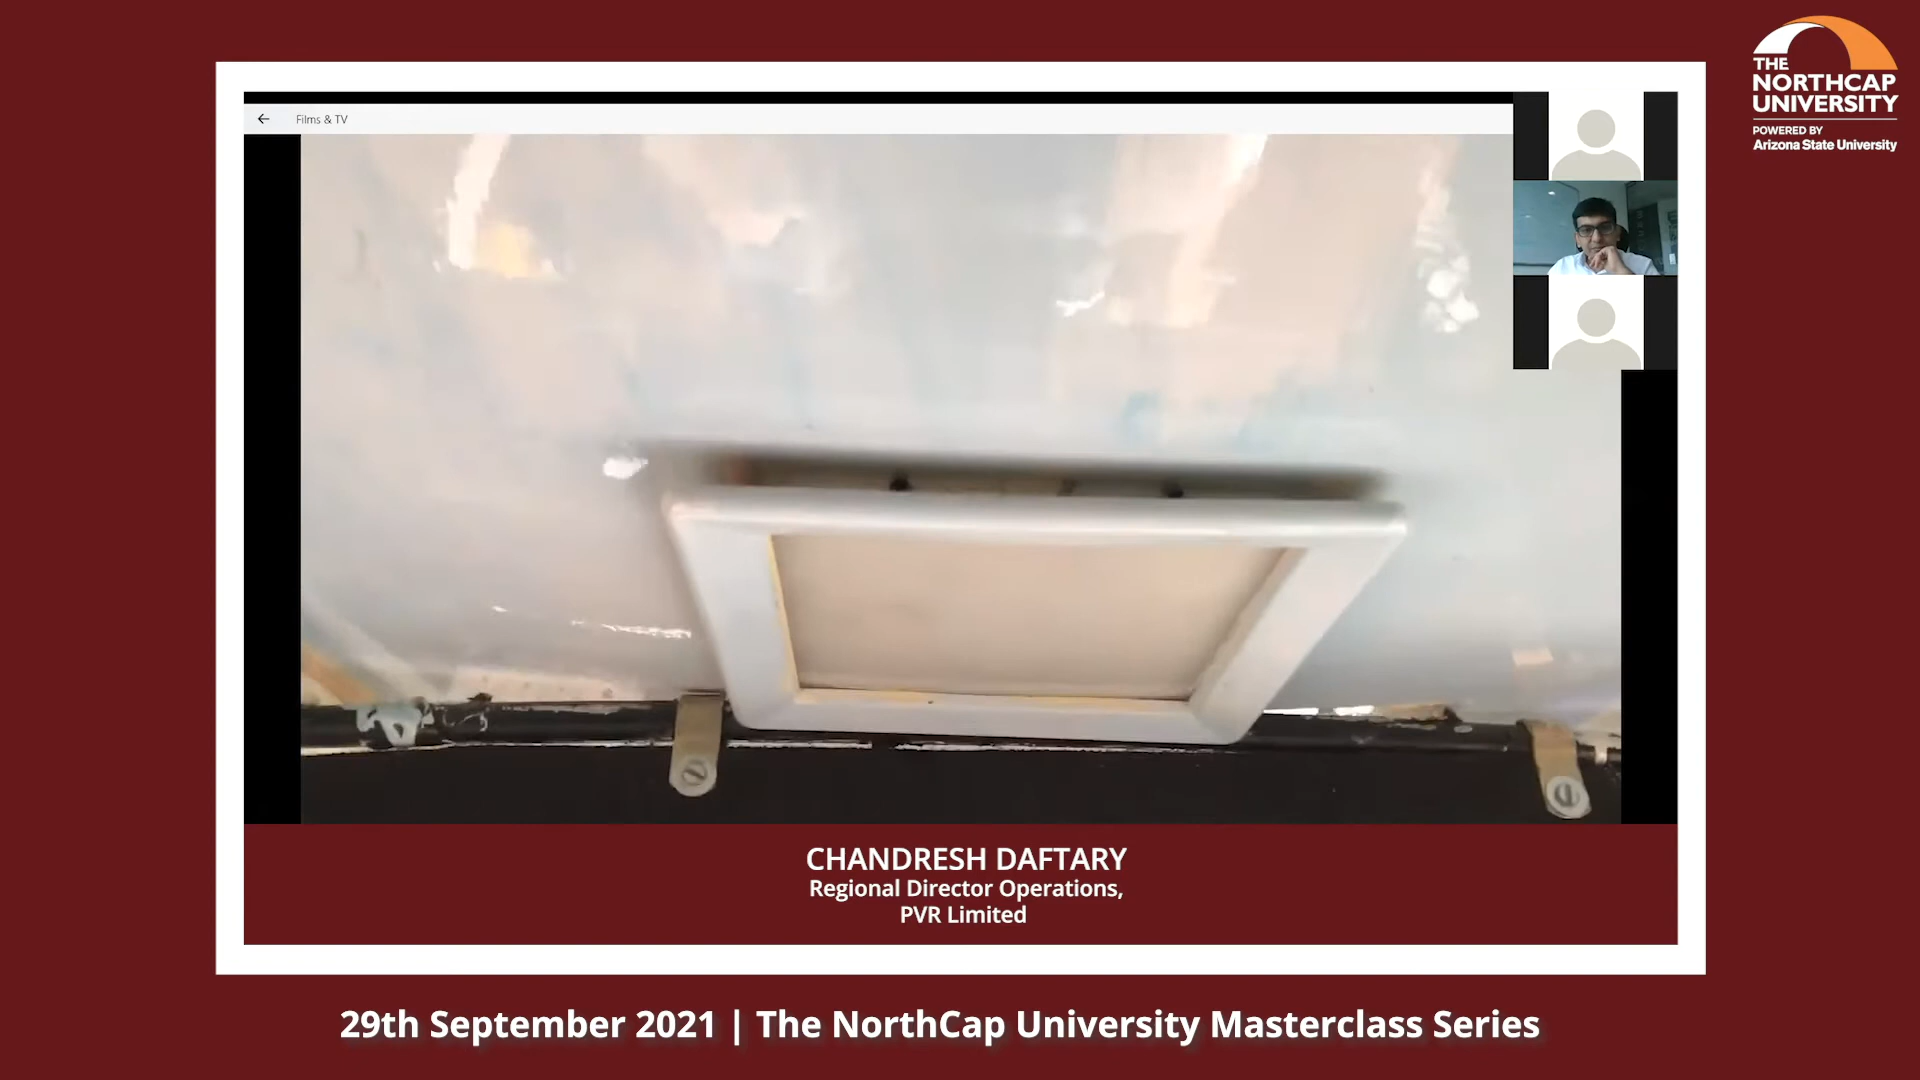 THE
NORTHCAP
UNIVERSITY
POWERED BY
Arizona State University
Films & TV
CHANDRESH DAFTARY
Regional Director Operations,
PVR Limited
29th September 2021 | The NorthCap University Masterclass Series